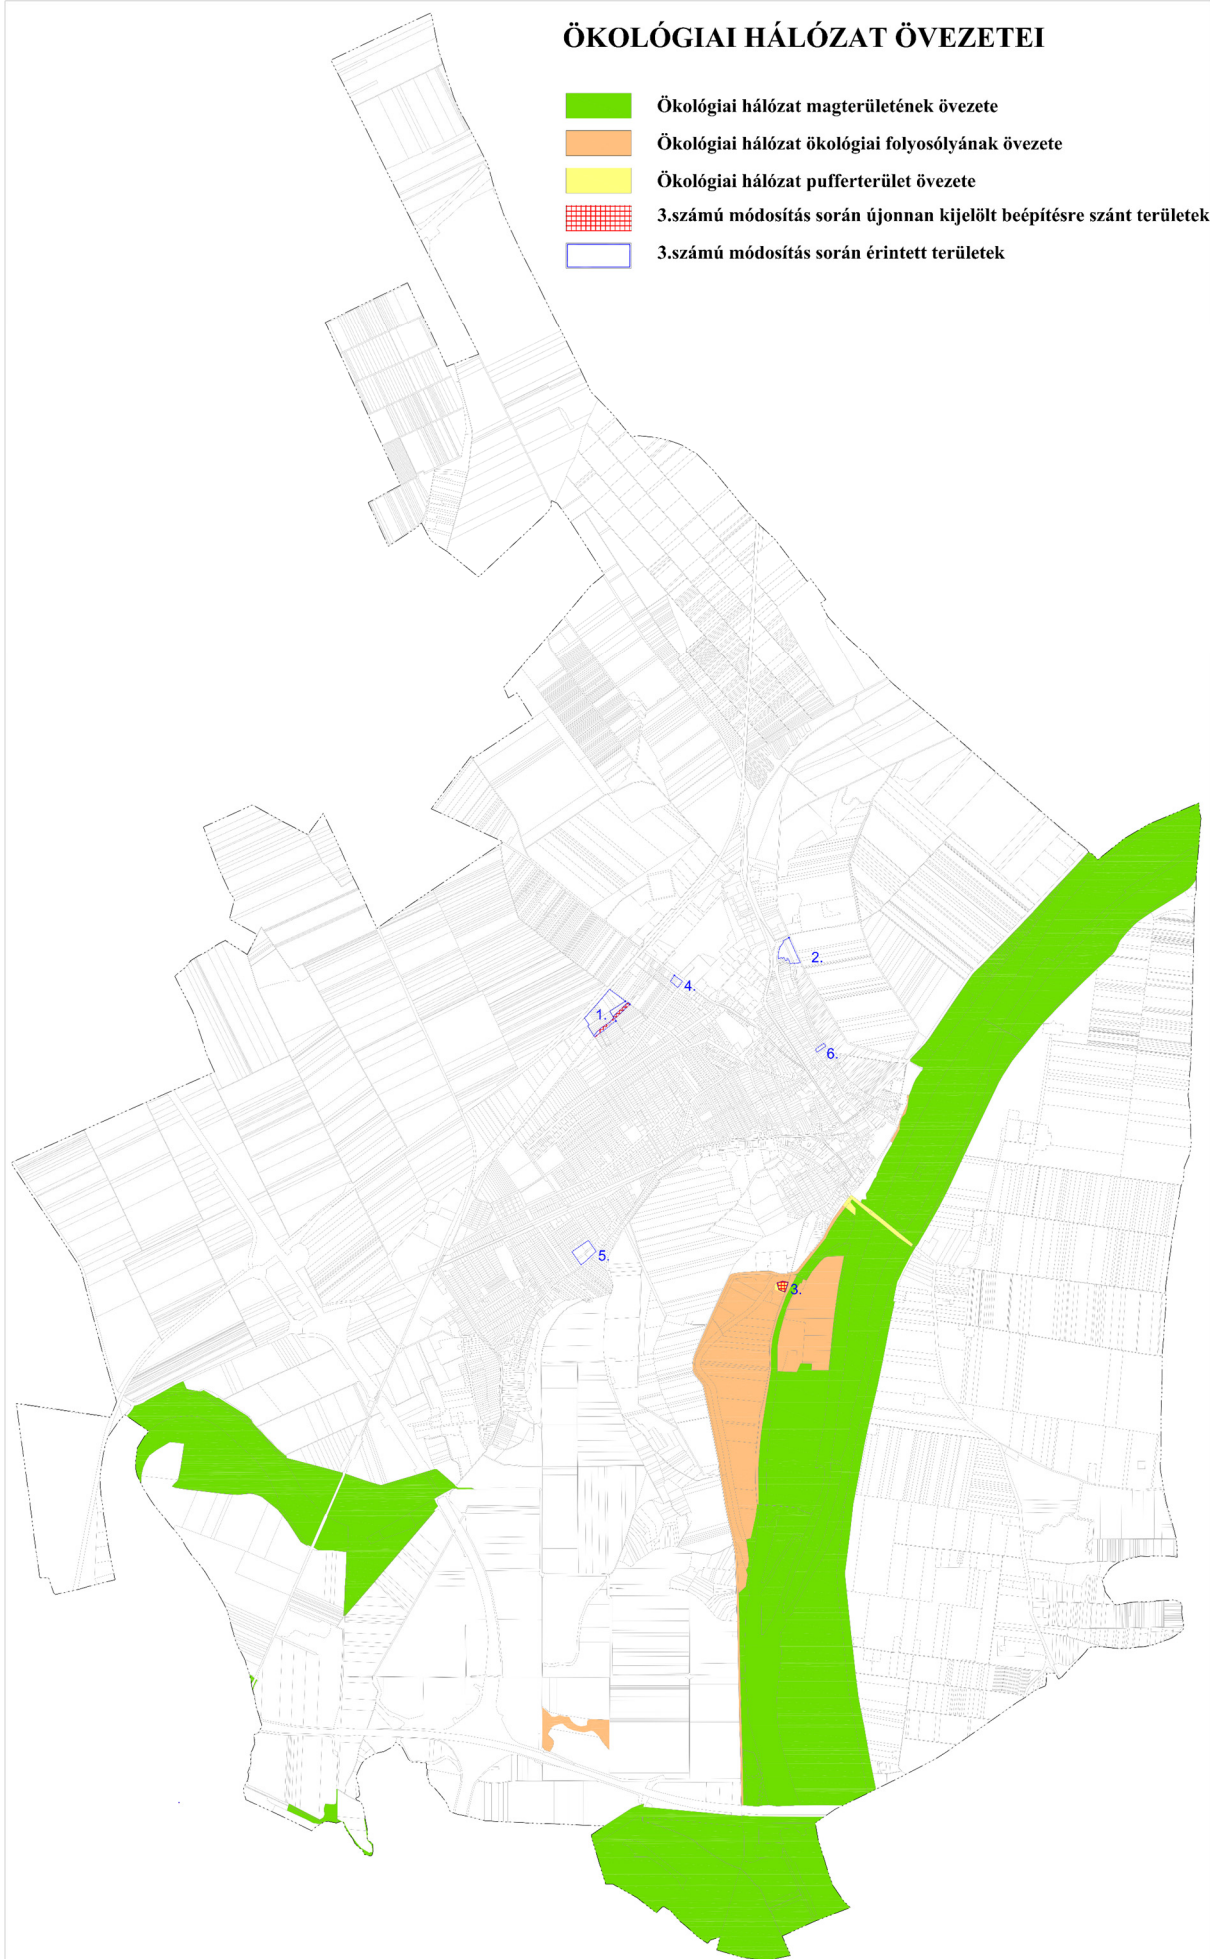 ÖKOLÓGIAI HÁLÓZAT ÖVEZETEI
Ökológiai hálózat magterületének övezete
Ökológiai hálózat ökológiai folyosólyának övezete
Ökológiai hálózat pufferterület övezete
3.számú módosítás során újonnan kijelölt beépítésre szánt területek
3.számú módosítás során érintett területek
2.
4.
1.
6.
5.
3.